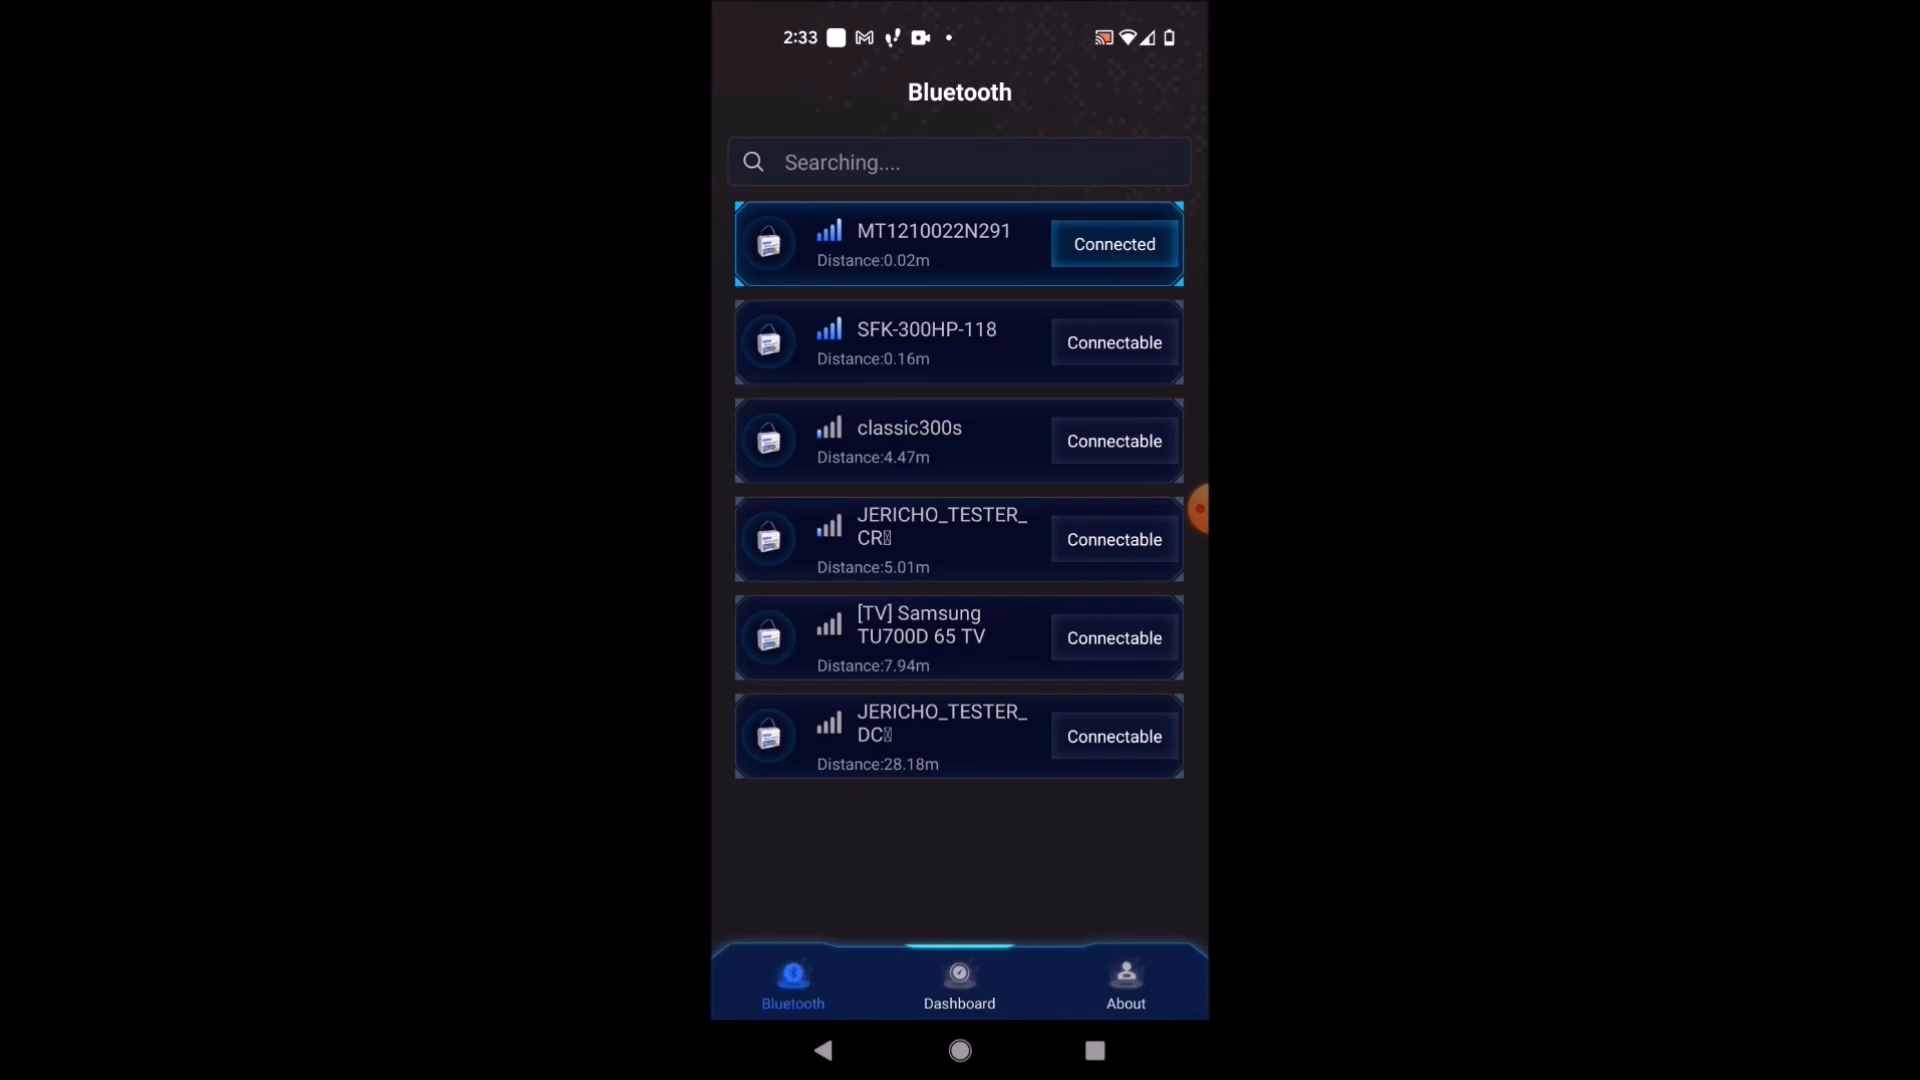 2:33
Bluetooth
Searching....
MT1210022N291
Distance:0.02m
Connected
SFK-300HP-118
Distance:0.16m
Connectable
classic300s
Distance:4.47m
Connectable
JERICHO_TESTER_
CR
Distance:5.01m
Connectable
[TV] Samsung
TU700D 65 TV
Distance:7.94m
Connectable
JERICHO_TESTER_
DC
Distance:28.18m
Connectable
Bluetooth
Dashboard
About